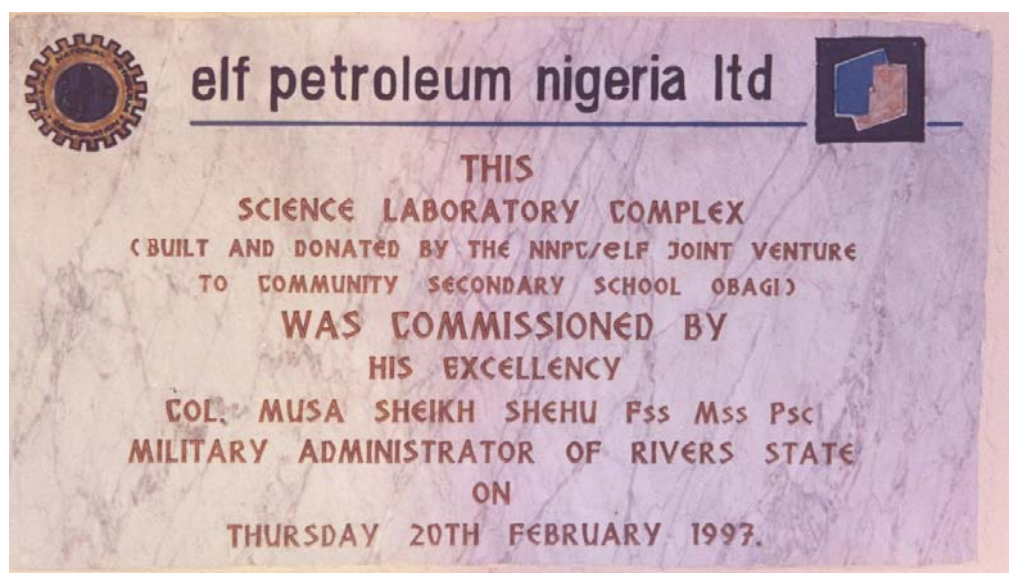 elf petroleum nigeria ltd
THIS
SCIENCE LABORATORY COMPLEX
(BUILT AND DONATED BY THE NNPC/elf JOINT VENTURE
TO COMMUNITY SECONDARY SCHOOL OBAGI)
WAS COMMISSIONED BY
HIS EXCELLENCY
COL. MUSA SHEIKH SHEHU Fss Mss Psc
MILITARY ADMINISTRATOR OF RIVERS STATE
ON
THURSDAY 20TH FEBRUARY 1997.